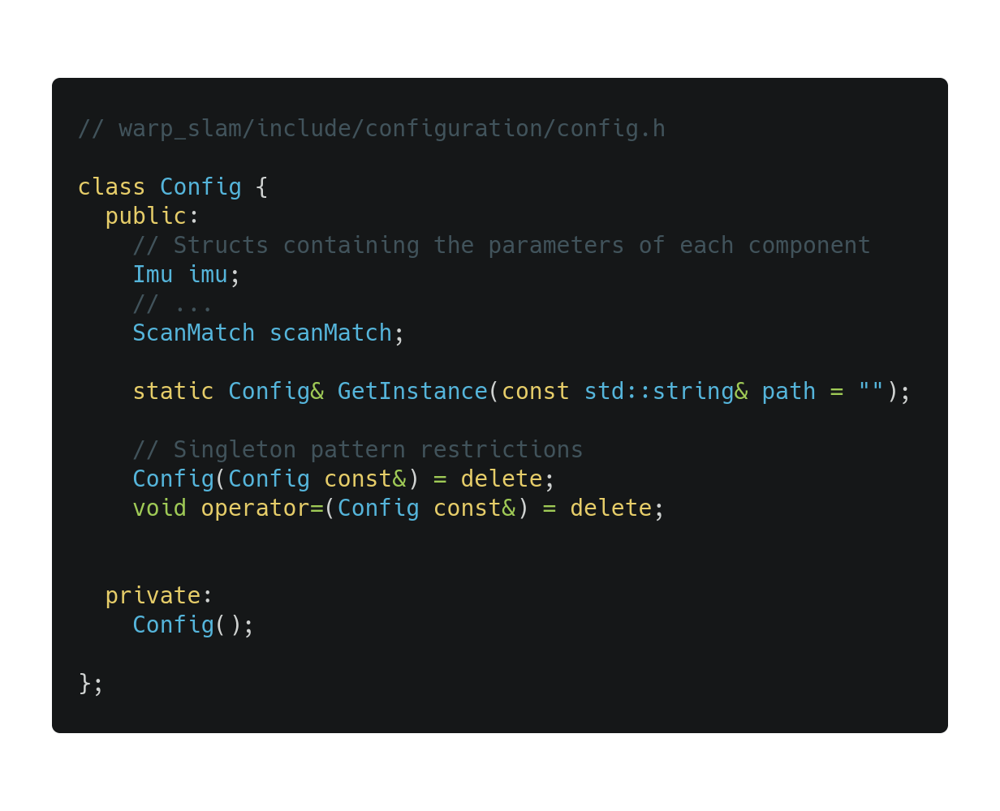 // warp_slam/include/configuration/config.h
class Config {
public:
// Structs containing the parameters of each component
Imu imu;
// ...
ScanMatch scanMatch;
static Config& GetInstance(const std::string& path = "");
// Singleton pattern restrictions
Config(Config const&) = delete;
void operator=(Config const&) = delete;
private:
Config();
};